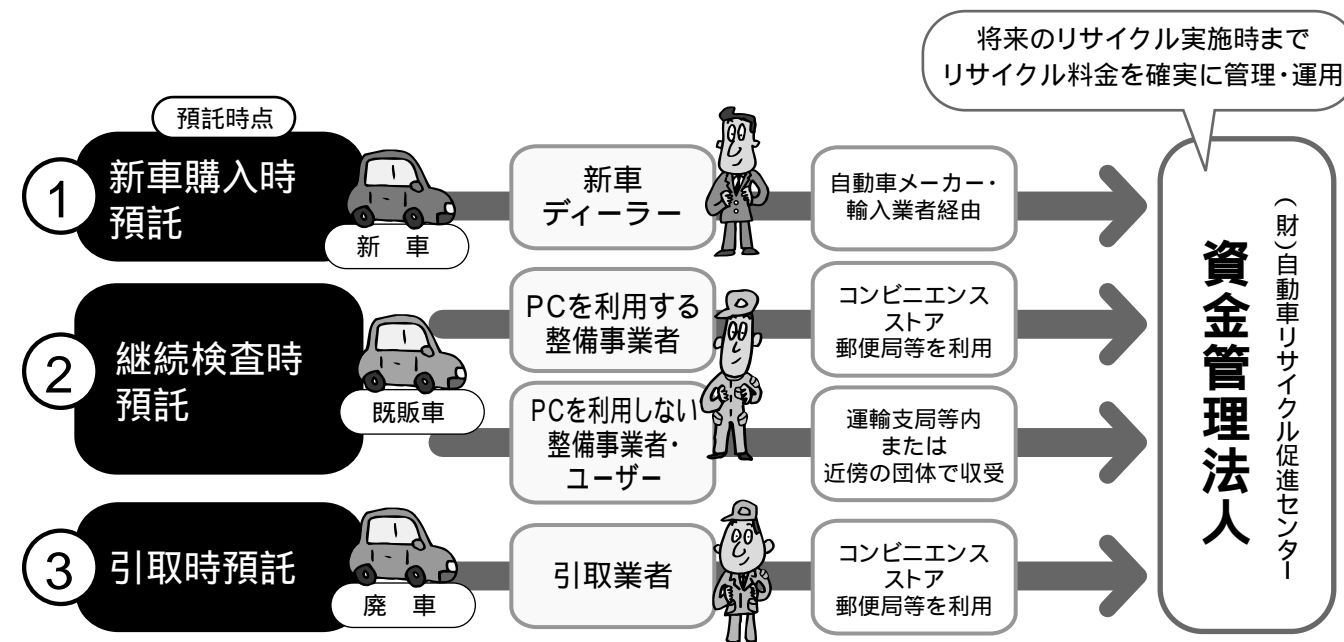 将来のリサイクル実施時まで
リサイクル料金を確実に管理・運用
預託時点
1
新車購入時
預託
新　車
新車
ディーラー
自動車メーカー・
輸入業者経由
2
継続検査時
預託
既販車
PCを利用する
整備事業者
コンビニエンス
ストア
郵便局等を利用
PCを利用しない
整備事業者・
ユーザー
運輸支局等内
または
近傍の団体で収受
3
引取時預託
廃　車
引取業者
コンビニエンス
ストア
郵便局等を利用
（財）自動車リサイクル促進センター
資金管理法人